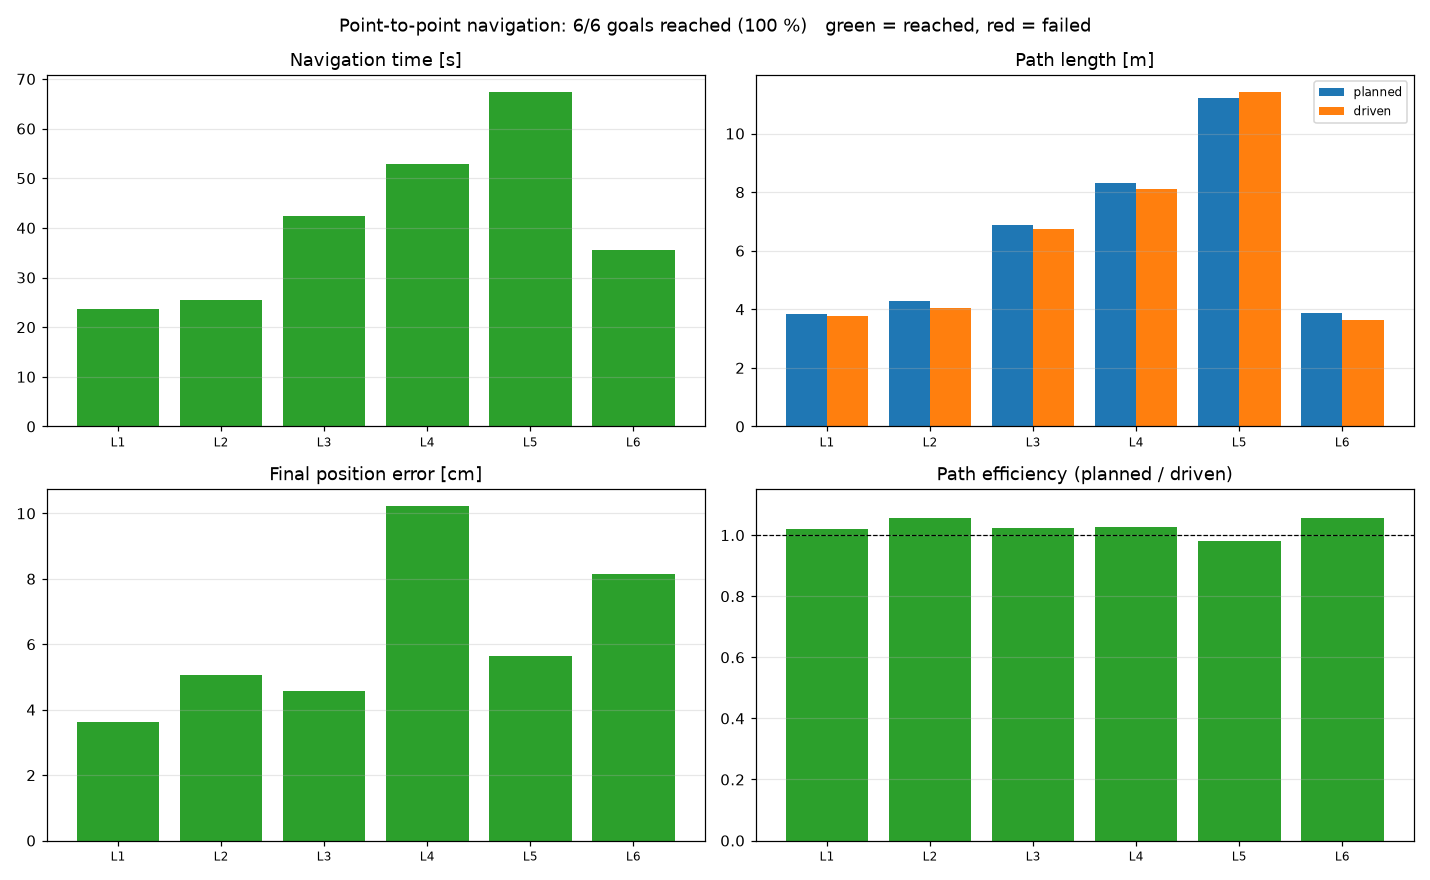 Point-to-point navigation: 6/6 goals reached (100 %)   green = reached, red = failed
Navigation time [s]
70
60
50
40
30
20
10
0
L1 L2 L3 L4 L5 L6
Path length [m]
planned
driven
10
8
6
4
2
0
L1 L2 L3 L4 L5 L6
Final position error [cm]
10
8
6
4
2
0
L1 L2 L3 L4 L5 L6
Path efficiency (planned / driven)
1.0
0.8
0.6
0.4
0.2
0.0
L1 L2 L3 L4 L5 L6